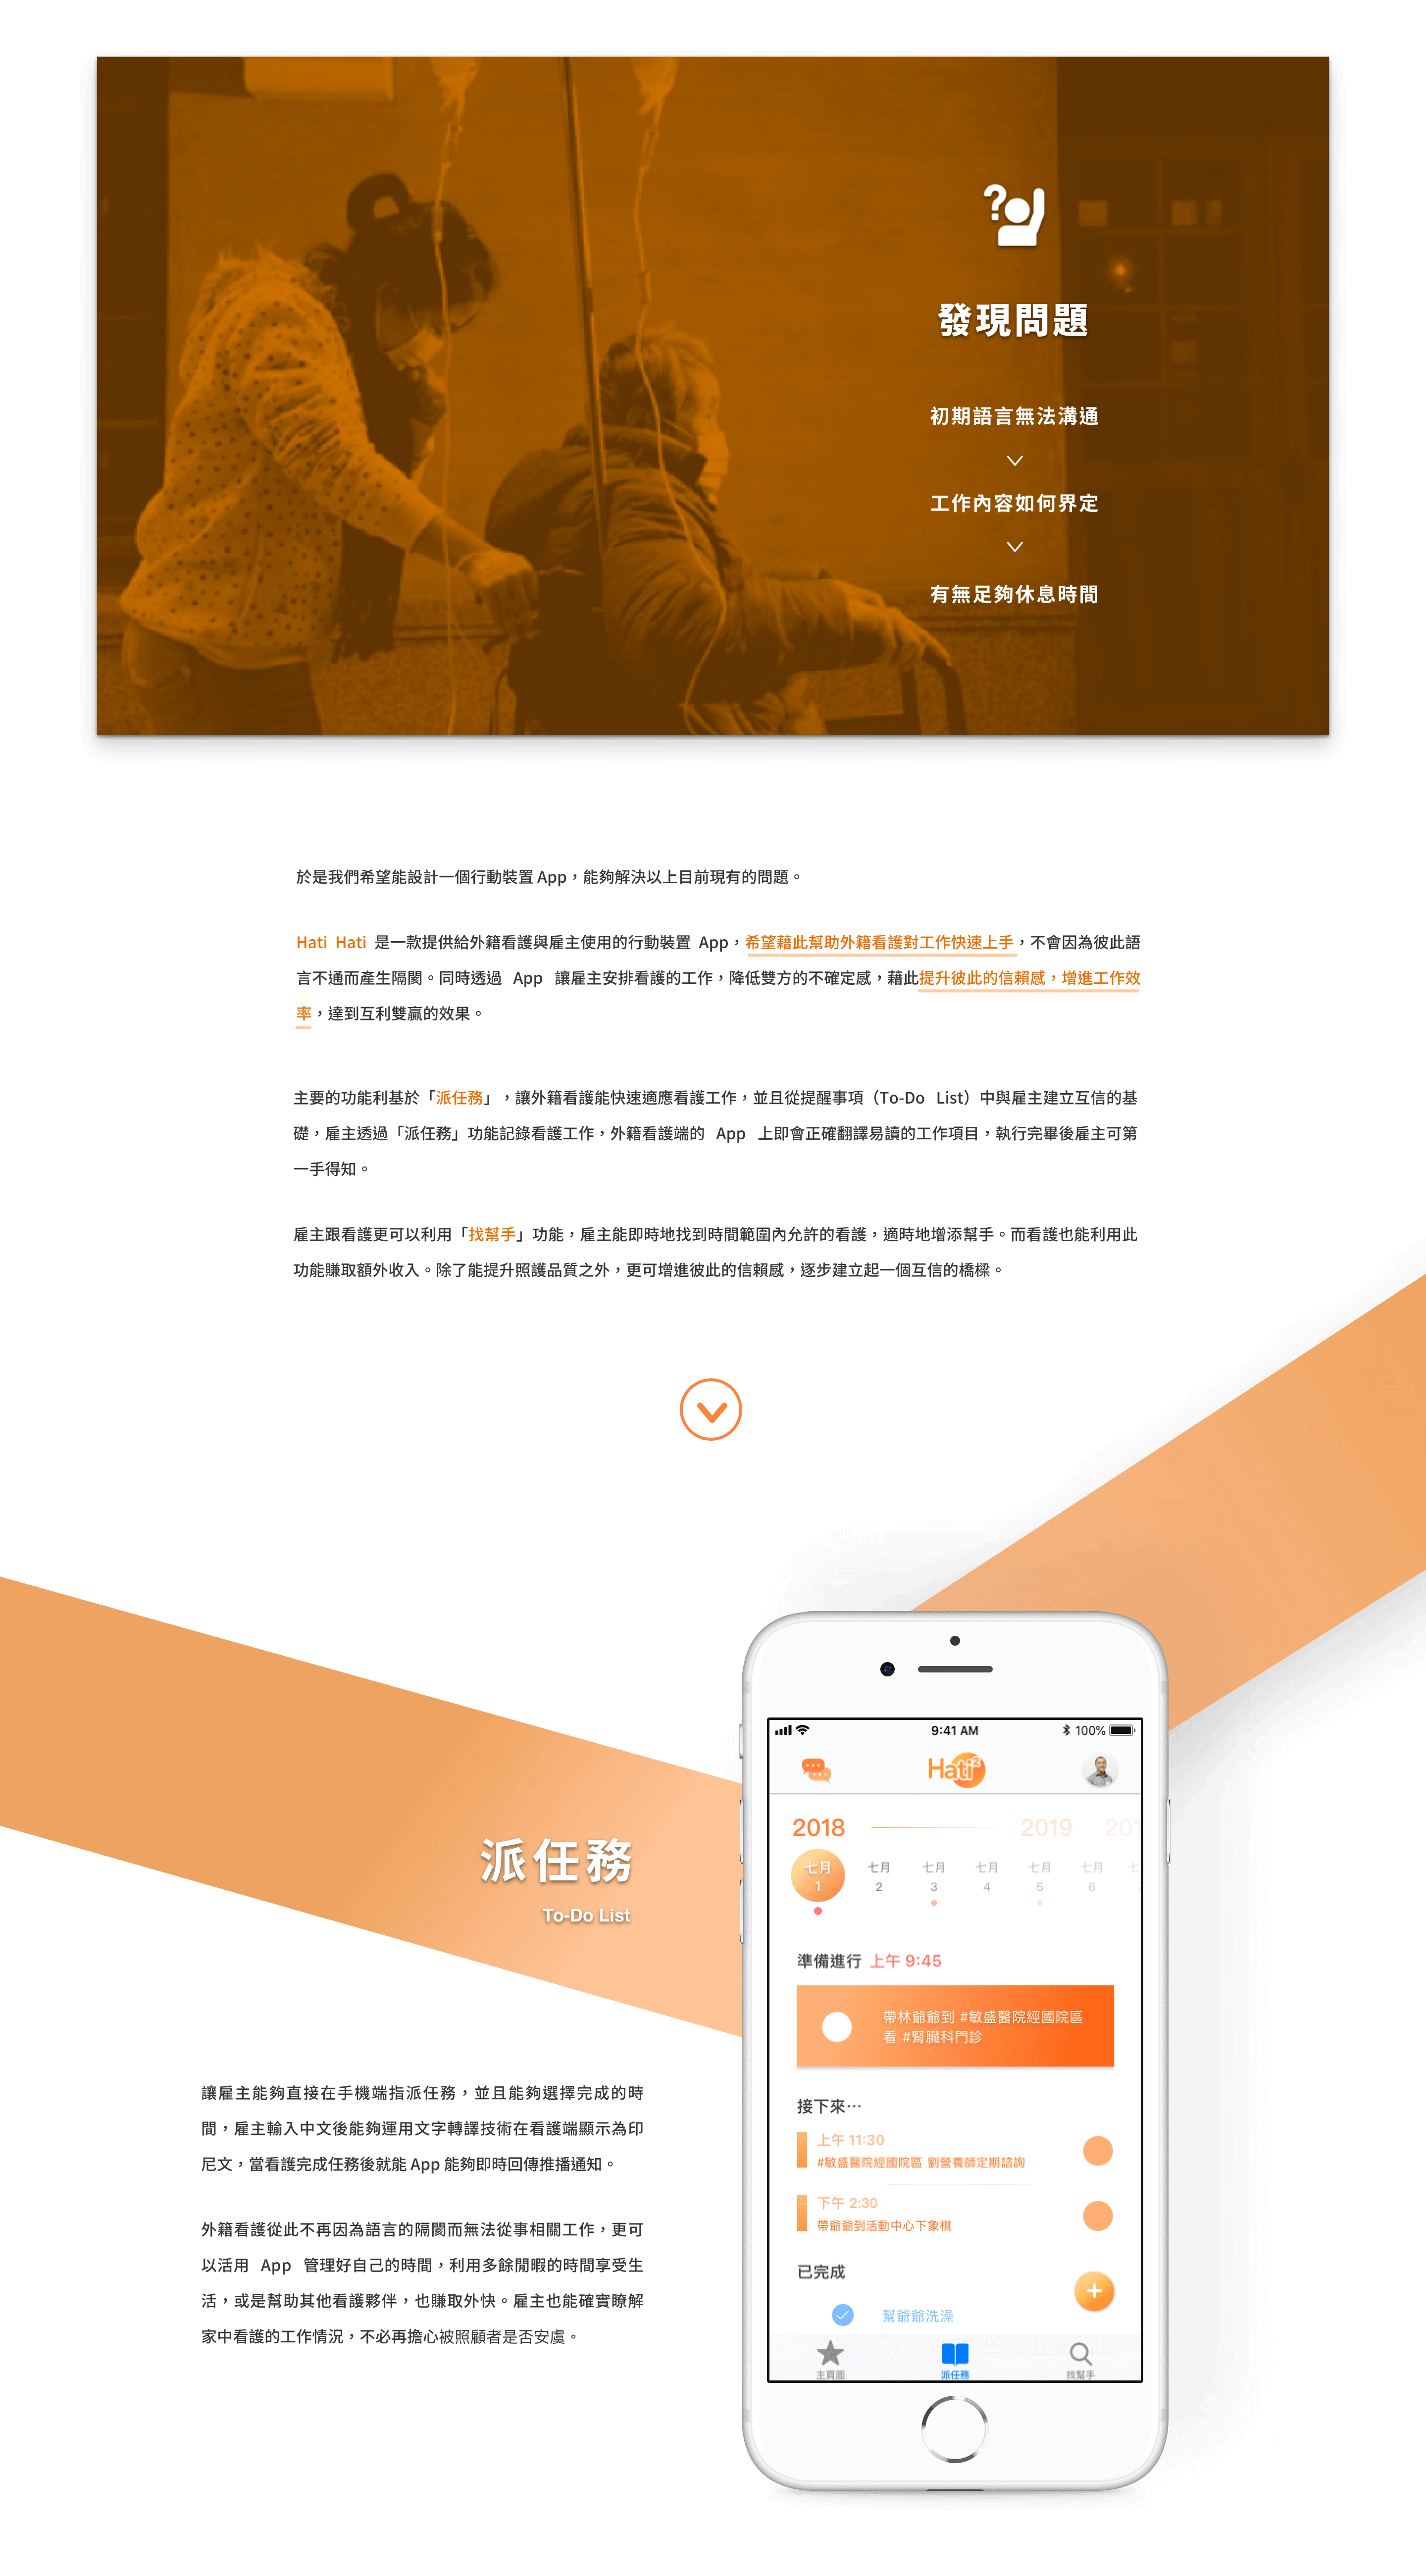 發現問題
初期語言無法溝通
工作內容如何界定
有無足夠休息時間
於是我們希望能設計一個行動裝置 App，能夠解決以上目前現有的問題。
Hati Hati 是一款提供給外籍看護與雇主使用的行動裝置 App，希望藉此幫助外籍看護對工作快速上手，不會因為彼此語
言不通而產生隔閡。同時透過 App 讓雇主安排看護的工作，降低雙方的不確定感，藉此提升彼此的信賴感，增進工作效
率，達到互利雙贏的效果。
主要的功能利基於「派任務」，讓外籍看護能快速適應看護工作，並且從提醒事項（To-Do List）中與雇主建立互信的基
礎，雇主透過「派任務」功能記錄看護工作，外籍看護端的 App 上即會正確翻譯易讀的工作項目，執行完畢後雇主可第
一手得知。
雇主跟看護更可以利用「找幫手」功能，雇主能即時地找到時間範圍內允許的看護，適時地增添幫手。而看護也能利用此
功能賺取額外收入。除了能提升照護品質之外，更可增進彼此的信賴感，逐步建立起一個互信的橋樑。
派任務
To-Do List
讓雇主能夠直接在手機端指派任務，並且能夠選擇完成的時
間，雇主輸入中文後能夠運用文字轉譯技術在看護端顯示為印
尼文，當看護完成任務後就能 App 能夠即時回傳推播通知。
外籍看護從此不再因為語言的隔閡而無法從事相關工作，更可
以活用 App 管理好自己的時間，利用多餘閒暇的時間享受生
活，或是幫助其他看護夥伴，也賺取外快。雇主也能確實瞭解
家中看護的工作情況，不必再擔心被照顧者是否安虞。
9:41 AM 100%
Hati²
2018 2019 201
七月 七月 七月 七月 七月 七月 七
1 2 3 4 5 6 7
準備進行 上午 9:45
帶林爺爺到 #敏盛醫院經國院區
看 #腎臟科門診
接下來⋯
上午 11:30
#敏盛醫院經國院區 劉營養師定期諮詢
下午 2:30
帶爺爺到活動中心下象棋
已完成
幫爺爺洗澡
主頁面 派任務 找幫手